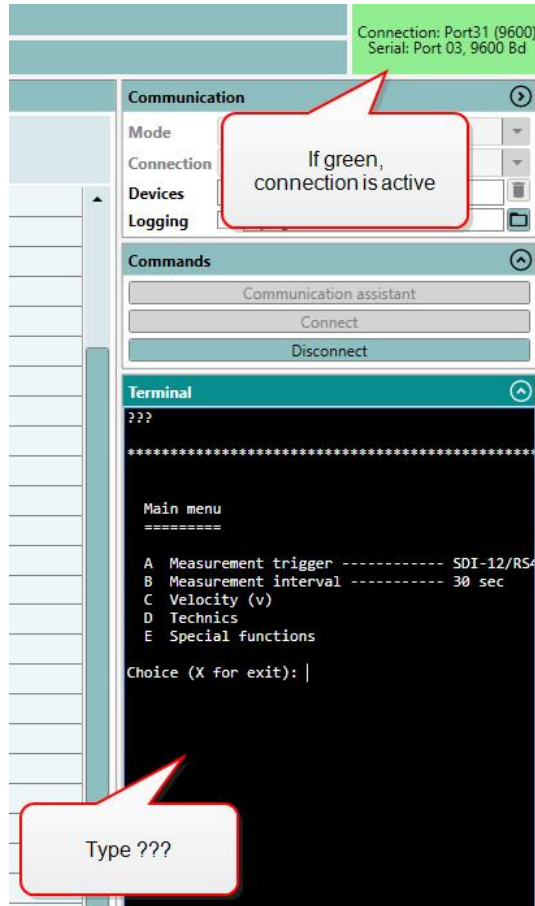 Connection: Port31 (9600)
Serial: Port 03, 9600 Bd
Communication
Mode
If green,
Connection
connection is active
Devices
Logging
Commands
Communication assistant
Connect
Disconnect
Terminal
???
*************************************************
Main menu
=========
A Measurement trigger ------------ SDI-12/RS4
B Measurement interval ----------- 30 sec
C Velocity (v)
D Technics
E Special functions
Choice (X for exit):
Type ???